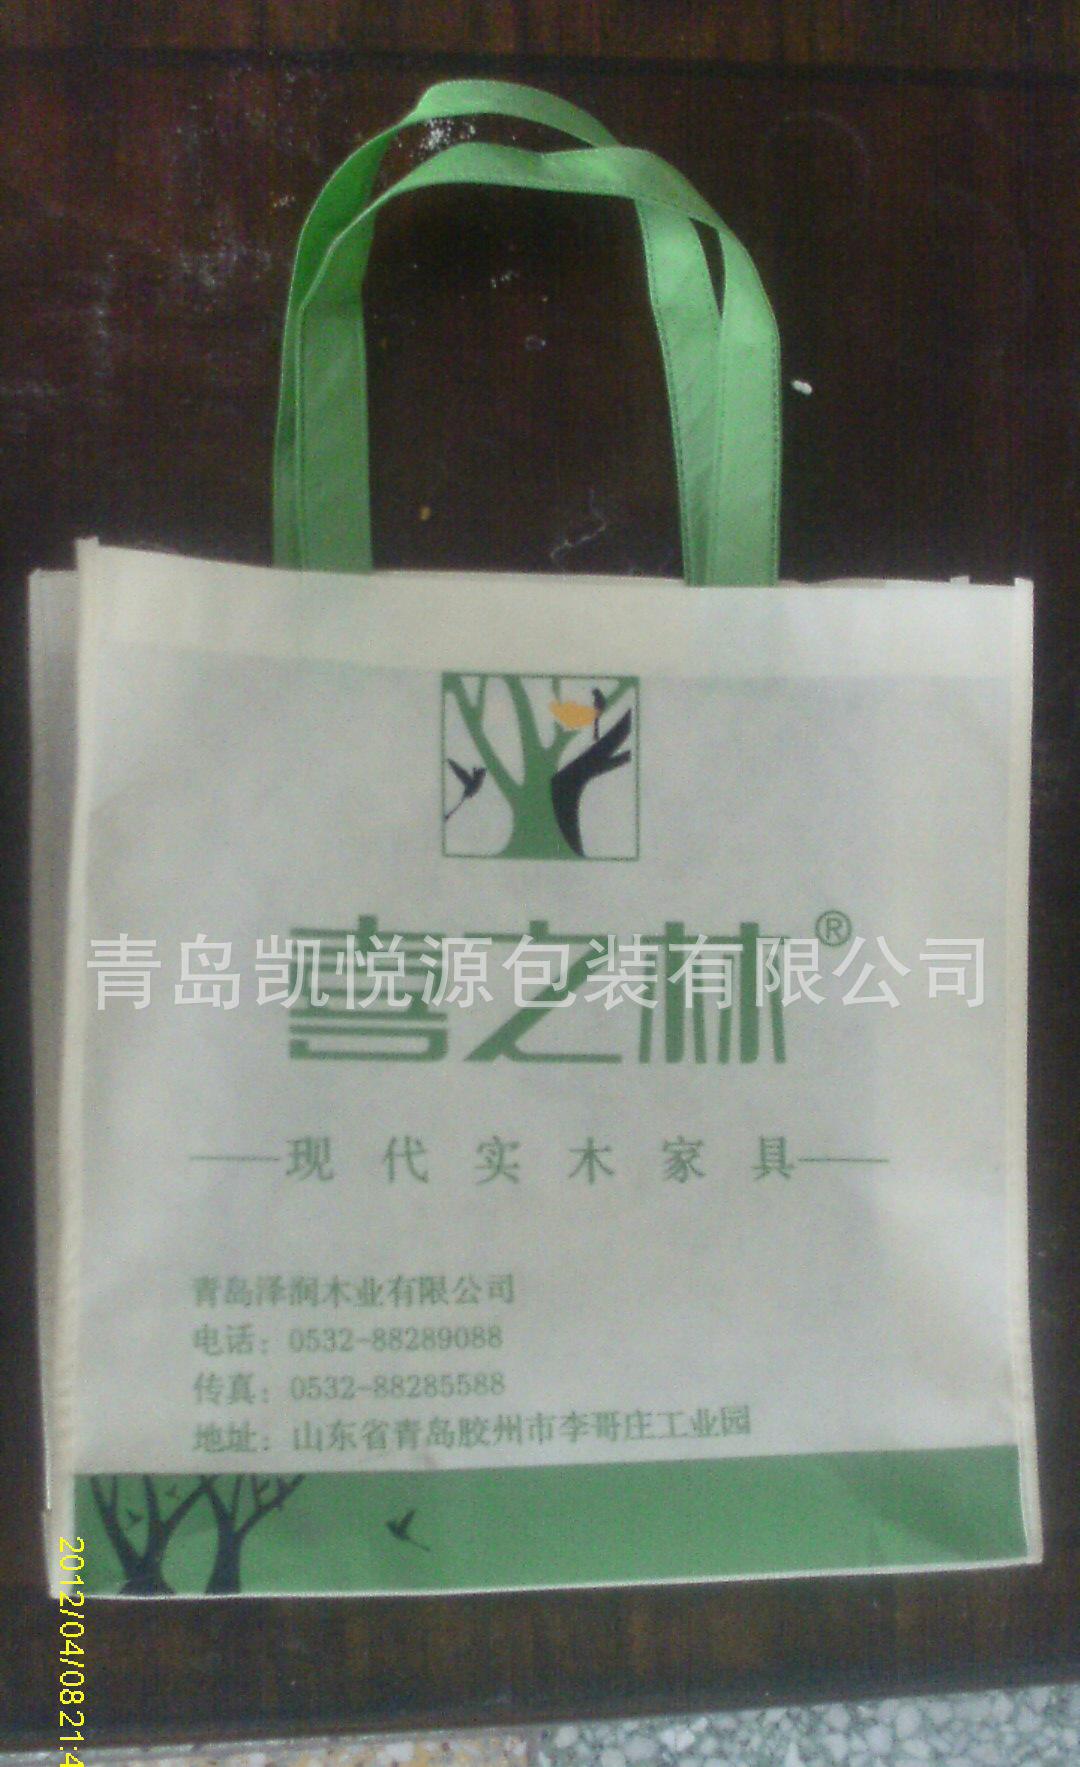 喜之林®
青岛凯悦源包装有限公司
现代实木家具
青岛泽润木业有限公司
电话：0532-88289088
传真：0532-88285588
地址：山东省青岛胶州市李哥庄工业园
2012/04/08 21:4